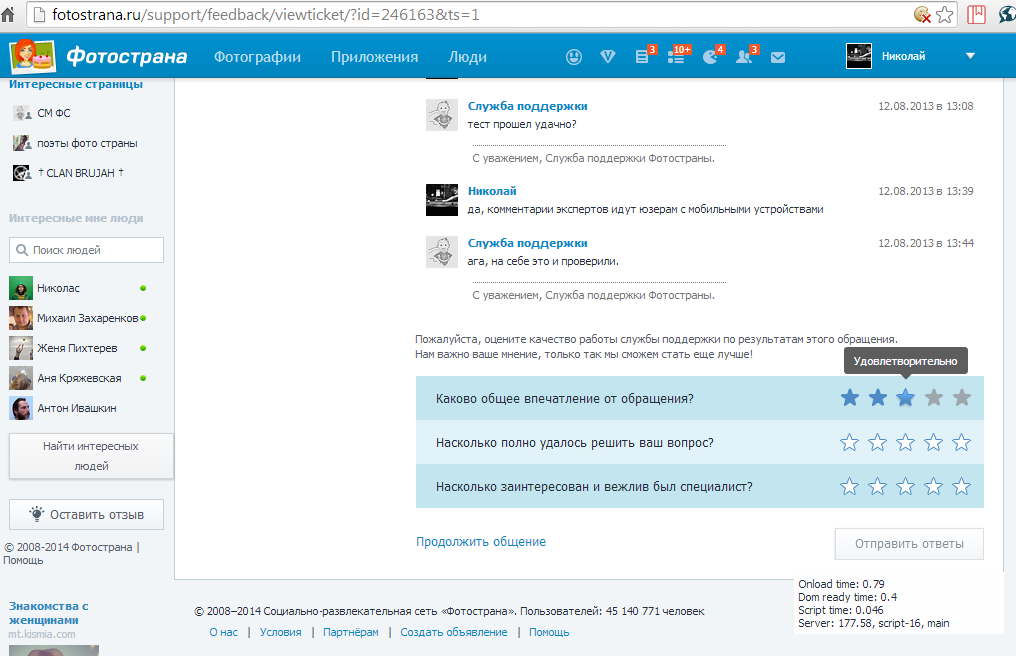 fotostrana.ru/support/feedback/viewticket/?id=246163&ts=1
Фотострана
Фотографии
Приложения
Люди
3
10+
4
3
Николай
Интересные страницы
СМ ФС
поэты фото страны
† CLAN BRUJAH †
Интересные мне люди
Поиск людей
Николас
Михаил Захаренков
Женя Пихтерев
Аня Кряжевская
Антон Ивашкин
Найти интересных
людей
Оставить отзыв
© 2008-2014 Фотострана |
Помощь
Знакомства с
женщинами
mt.kismia.com
Служба поддержки
12.08.2013 в 13:08
тест прошел удачно?
С уважением, Служба поддержки Фотостраны.
Николай
12.08.2013 в 13:39
да, комментарии экспертов идут юзерам с мобильными устройствами
Служба поддержки
12.08.2013 в 13:44
ага, на себе это и проверили.
С уважением, Служба поддержки Фотостраны.
Пожалуйста, оцените качество работы службы поддержки по результатам этого обращения.
Нам важно ваше мнение, только так мы сможем стать еще лучше!
Удовлетворительно
Каково общее впечатление от обращения?
Насколько полно удалось решить ваш вопрос?
Насколько заинтересован и вежлив был специалист?
Продолжить общение
Отправить ответы
Onload time: 0.79
Dom ready time: 0.4
Script time: 0.046
Server: 177.58, script-16, main
© 2008–2014 Социально-развлекательная сеть «Фотострана». Пользователей: 45 140 771 человек
О нас | Условия | Партнёрам | Создать объявление | Помощь